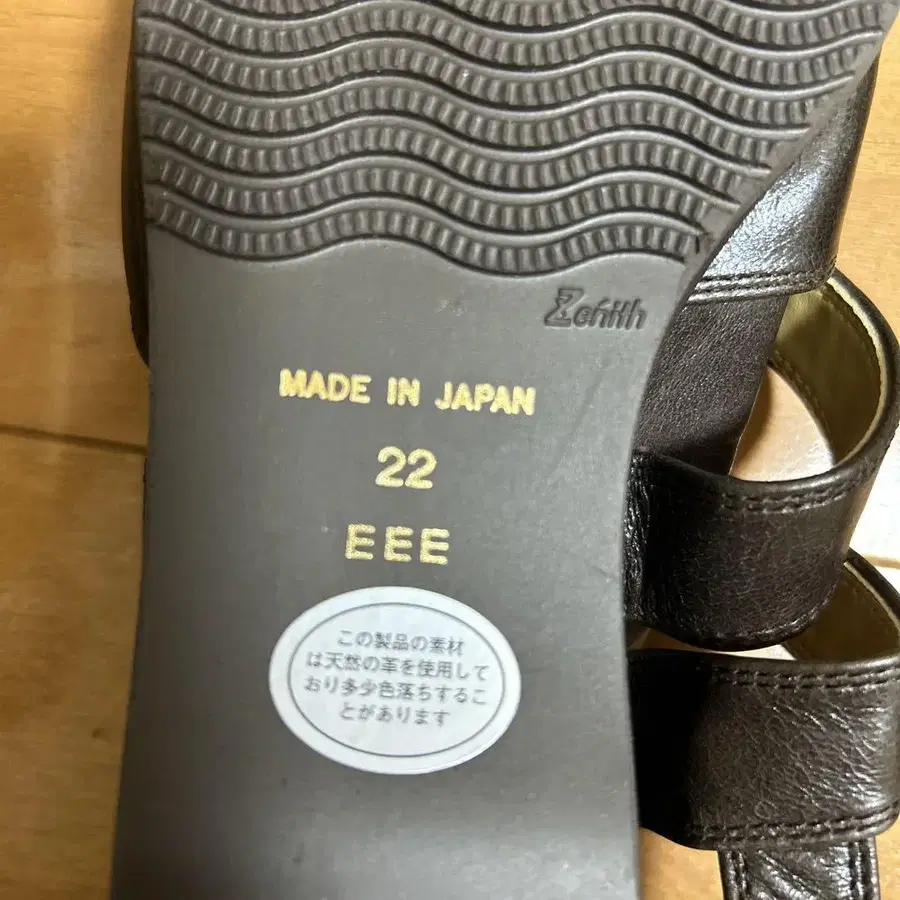 Zenith
MADE IN JAPAN
22
EEE
この製品の素材
は天然の革を使用して
おり多少色落ちするこ
とがあります